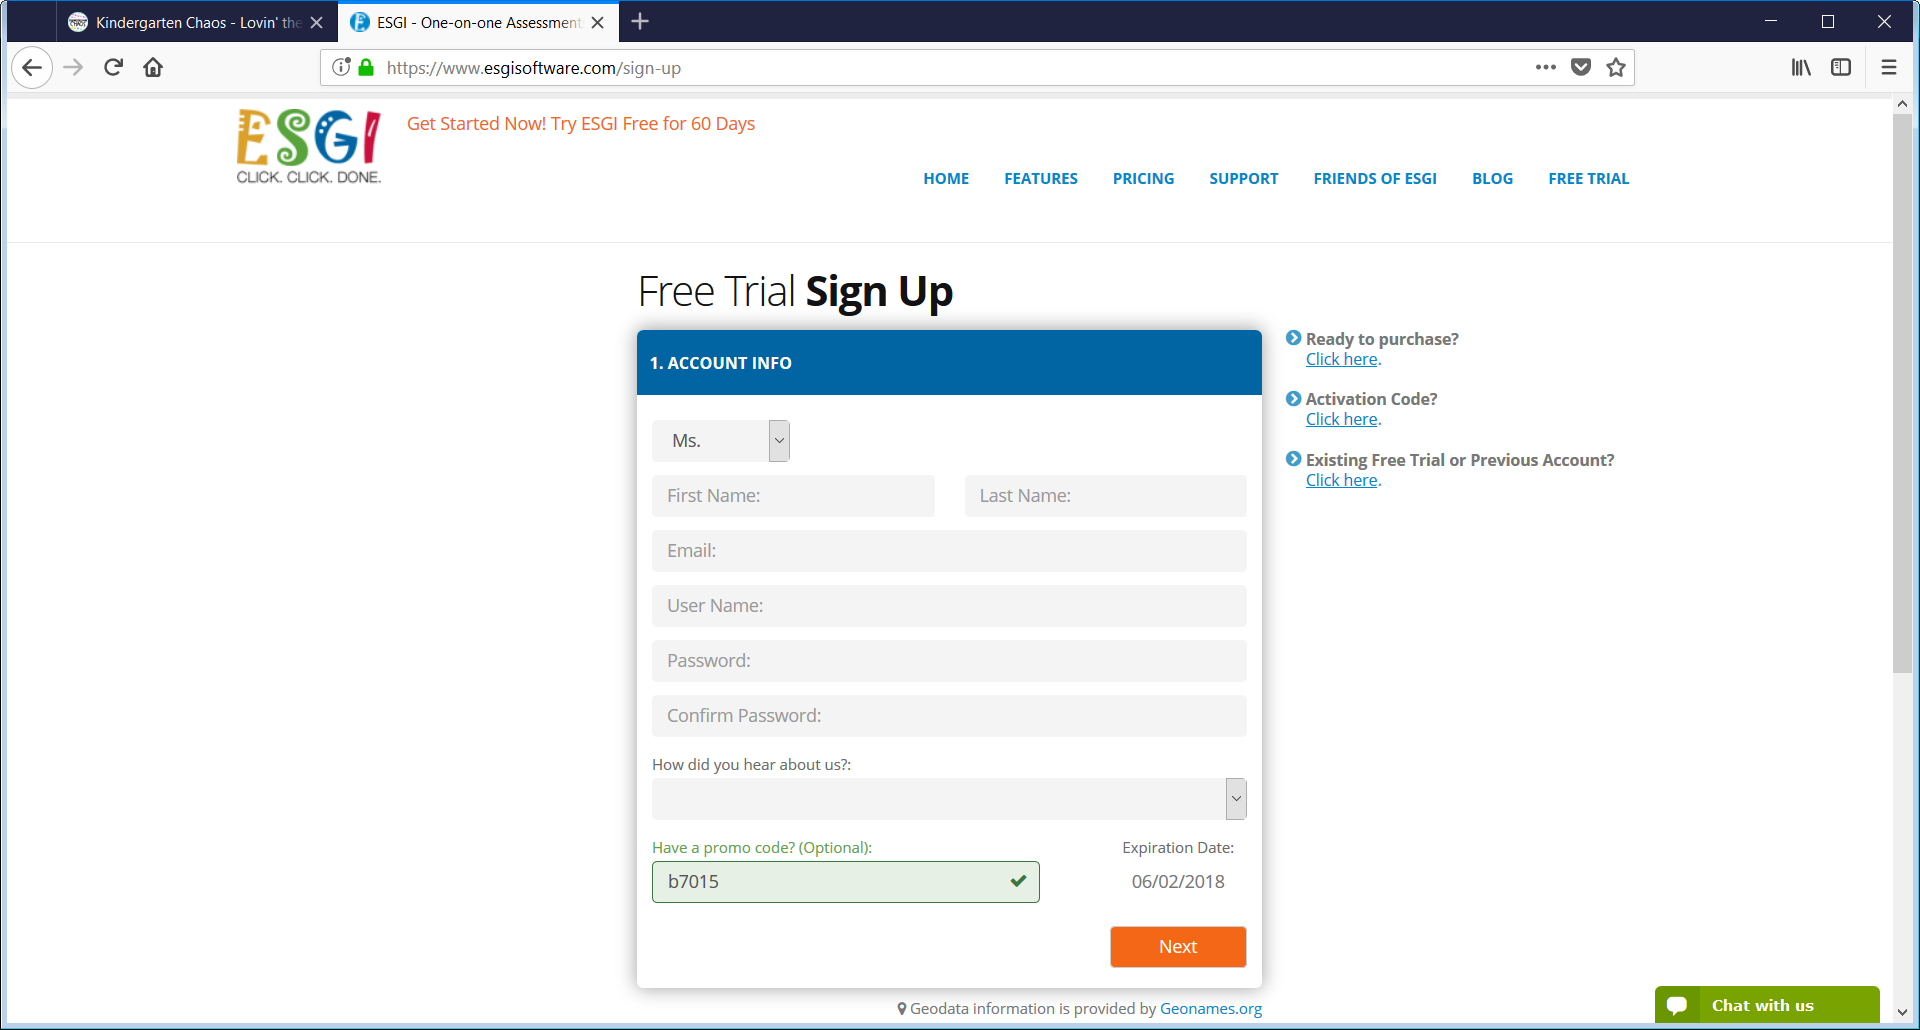 Kindergarten Chaos - Lovin' the
ESGI - One-on-one Assessment
https://www.esgisoftware.com/sign-up
ESGI
CLICK. CLICK. DONE.
Get Started Now! Try ESGI Free for 60 Days
HOME FEATURES PRICING SUPPORT FRIENDS OF ESGI BLOG FREE TRIAL
Free Trial Sign Up
1. ACCOUNT INFO
Ms.
First Name: Last Name:
Email:
User Name:
Password:
Confirm Password:
How did you hear about us?:
Have a promo code? (Optional): Expiration Date:
b7015 06/02/2018
Next
Ready to purchase?
Click here.
Activation Code?
Click here.
Existing Free Trial or Previous Account?
Click here.
Geodata information is provided by Geonames.org
Chat with us